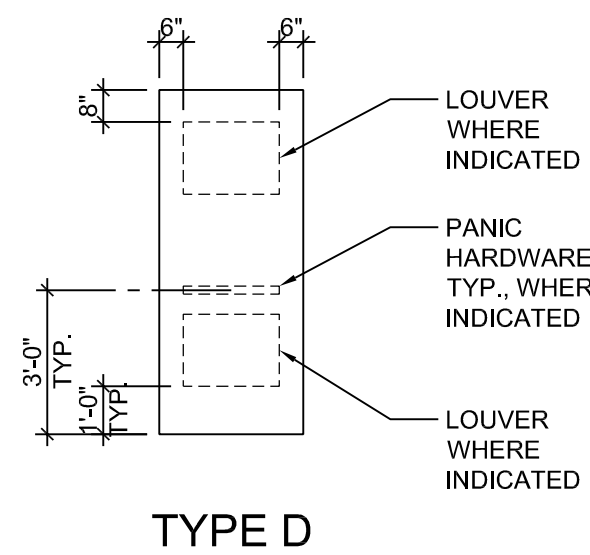 6"
6"
8"
LOUVER
WHERE
INDICATED
PANIC
HARDWARE
TYP., WHER
INDICATED
3'-0"
TYP.
1'-0"
TYP.
LOUVER
WHERE
INDICATED
TYPE D